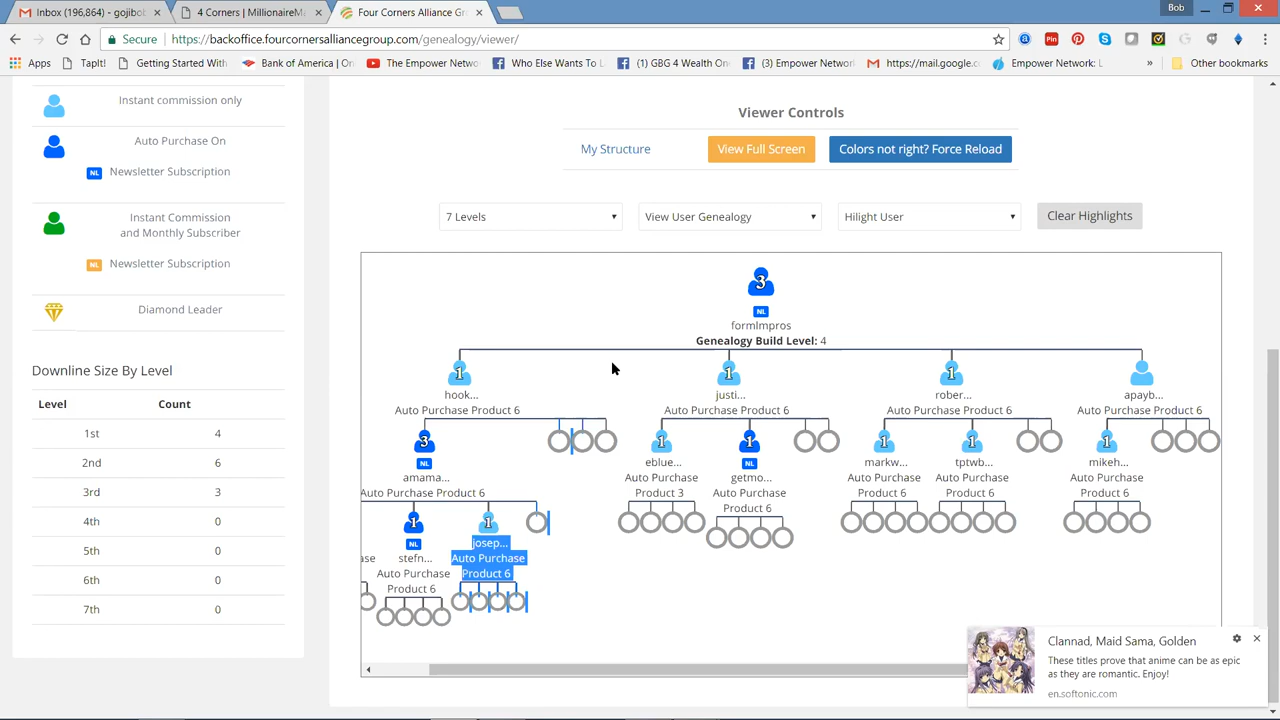 Inbox (196,864) - gojibob
4 Corners | MillionaireMa
Four Corners Alliance Gro
Bob
Secure
https://backoffice.fourcornersalliancegroup.com/genealogy/viewer/
Apps
TapIt!
Getting Started With
Bank of America | On
The Empower Network
Who Else Wants To L
(1) GBG 4 Wealth One
(3) Empower Network
https://mail.google.c
Empower Network: L
»
Other bookmarks
Instant commission only
Auto Purchase On
NL Newsletter Subscription
Instant Commission
and Monthly Subscriber
NL Newsletter Subscription
Diamond Leader
Downline Size By Level
Level Count
1st 4
2nd 6
3rd 3
4th 0
5th 0
6th 0
7th 0
Viewer Controls
My Structure
View Full Screen
Colors not right? Force Reload
7 Levels
View User Genealogy
Hilight User
Clear Highlights
3
NL
formlmpros
Genealogy Build Level: 4
1 1 1
hook... justi... rober... apayb...
Auto Purchase Product 6 Auto Purchase Product 6 Auto Purchase Product 6 Auto Purchase Product 6
3 1 1 1 1 1
NL NL
amama... eblue... getmo... markw... tptwb... mikeh...
Auto Purchase Product 6
Auto Purchase
Product 3
Auto Purchase
Product 6
Auto Purchase
Product 6
Auto Purchase
Product 6
Auto Purchase
Product 6
1 1
NL
ase
stefn...
Auto Purchase
Product 6
josep...
Auto Purchase
Product 6
Clannad, Maid Sama, Golden
These titles prove that anime can be as epic
as they are romantic. Enjoy!
en.softonic.com